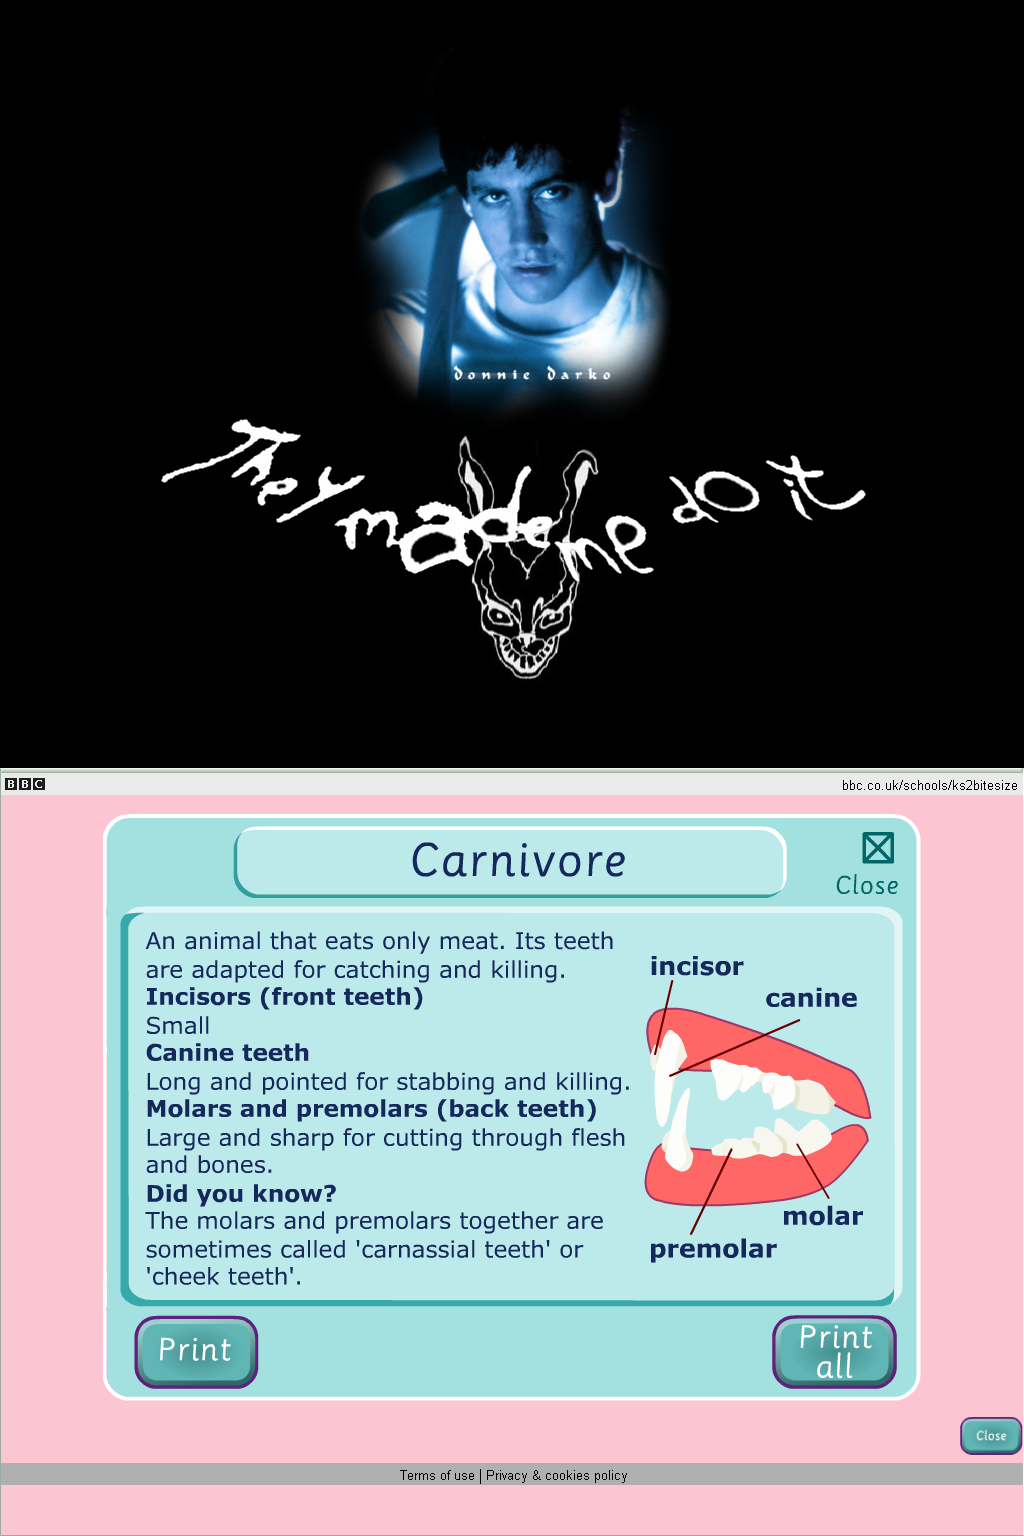 donnie darko
They made me do it
BBC
bbc.co.uk/schools/ks2bitesize
Carnivore
Close
An animal that eats only meat. Its teeth
are adapted for catching and killing.
Incisors (front teeth)
Small
Canine teeth
Long and pointed for stabbing and killing.
Molars and premolars (back teeth)
Large and sharp for cutting through flesh
and bones.
Did you know?
The molars and premolars together are
sometimes called 'carnassial teeth' or
'cheek teeth'.
incisor
canine
molar
premolar
Print
Print
all
Close
Terms of use | Privacy & cookies policy